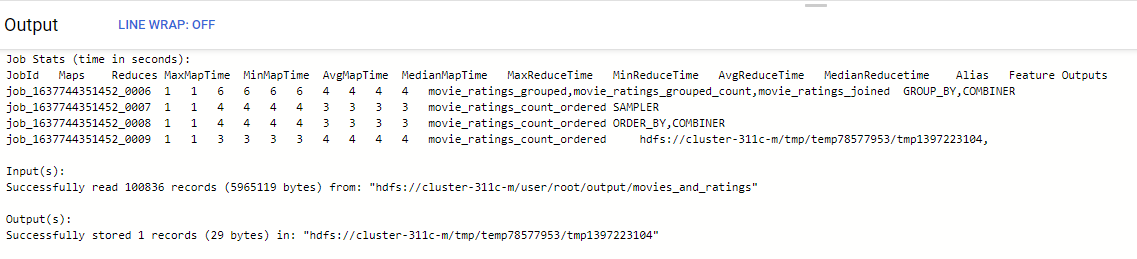 Output LINE WRAP: OFF
Job Stats (time in seconds):
JobId Maps Reduces MaxMapTime MinMapTime AvgMapTime MedianMapTime MaxReduceTime MinReduceTime AvgReduceTime MedianReducetime Alias Feature Outputs
job_1637744351452_0006 1 1 6 6 6 6 4 4 4 4 movie_ratings_grouped,movie_ratings_grouped_count,movie_ratings_joined GROUP_BY,COMBINER
job_1637744351452_0007 1 1 4 4 4 4 3 3 3 3 movie_ratings_count_ordered SAMPLER
job_1637744351452_0008 1 1 4 4 4 4 3 3 3 3 movie_ratings_count_ordered ORDER_BY,COMBINER
job_1637744351452_0009 1 1 3 3 3 3 4 4 4 4 movie_ratings_count_ordered hdfs://cluster-311c-m/tmp/temp78577953/tmp1397223104,
Input(s):
Successfully read 100836 records (5965119 bytes) from: "hdfs://cluster-311c-m/user/root/output/movies_and_ratings"
Output(s):
Successfully stored 1 records (29 bytes) in: "hdfs://cluster-311c-m/tmp/temp78577953/tmp1397223104"